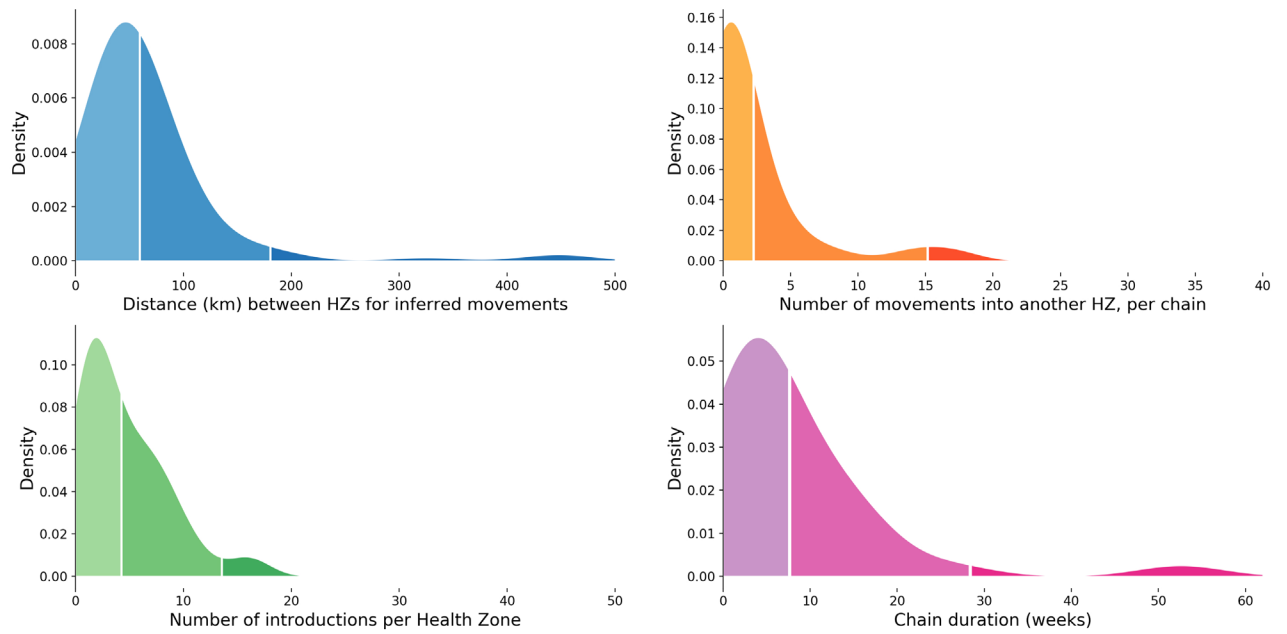 Density
0.008
0.006
0.004
0.002
0.000
0 100 200 300 400 500
Distance (km) between HZs for inferred movements
Density
0.16
0.14
0.12
0.10
0.08
0.06
0.04
0.02
0.00
0 5 10 15 20 25 30 35 40
Number of movements into another HZ, per chain
Density
0.10
0.08
0.06
0.04
0.02
0.00
0 10 20 30 40 50
Number of introductions per Health Zone
Density
0.05
0.04
0.03
0.02
0.01
0.00
0 10 20 30 40 50 60
Chain duration (weeks)